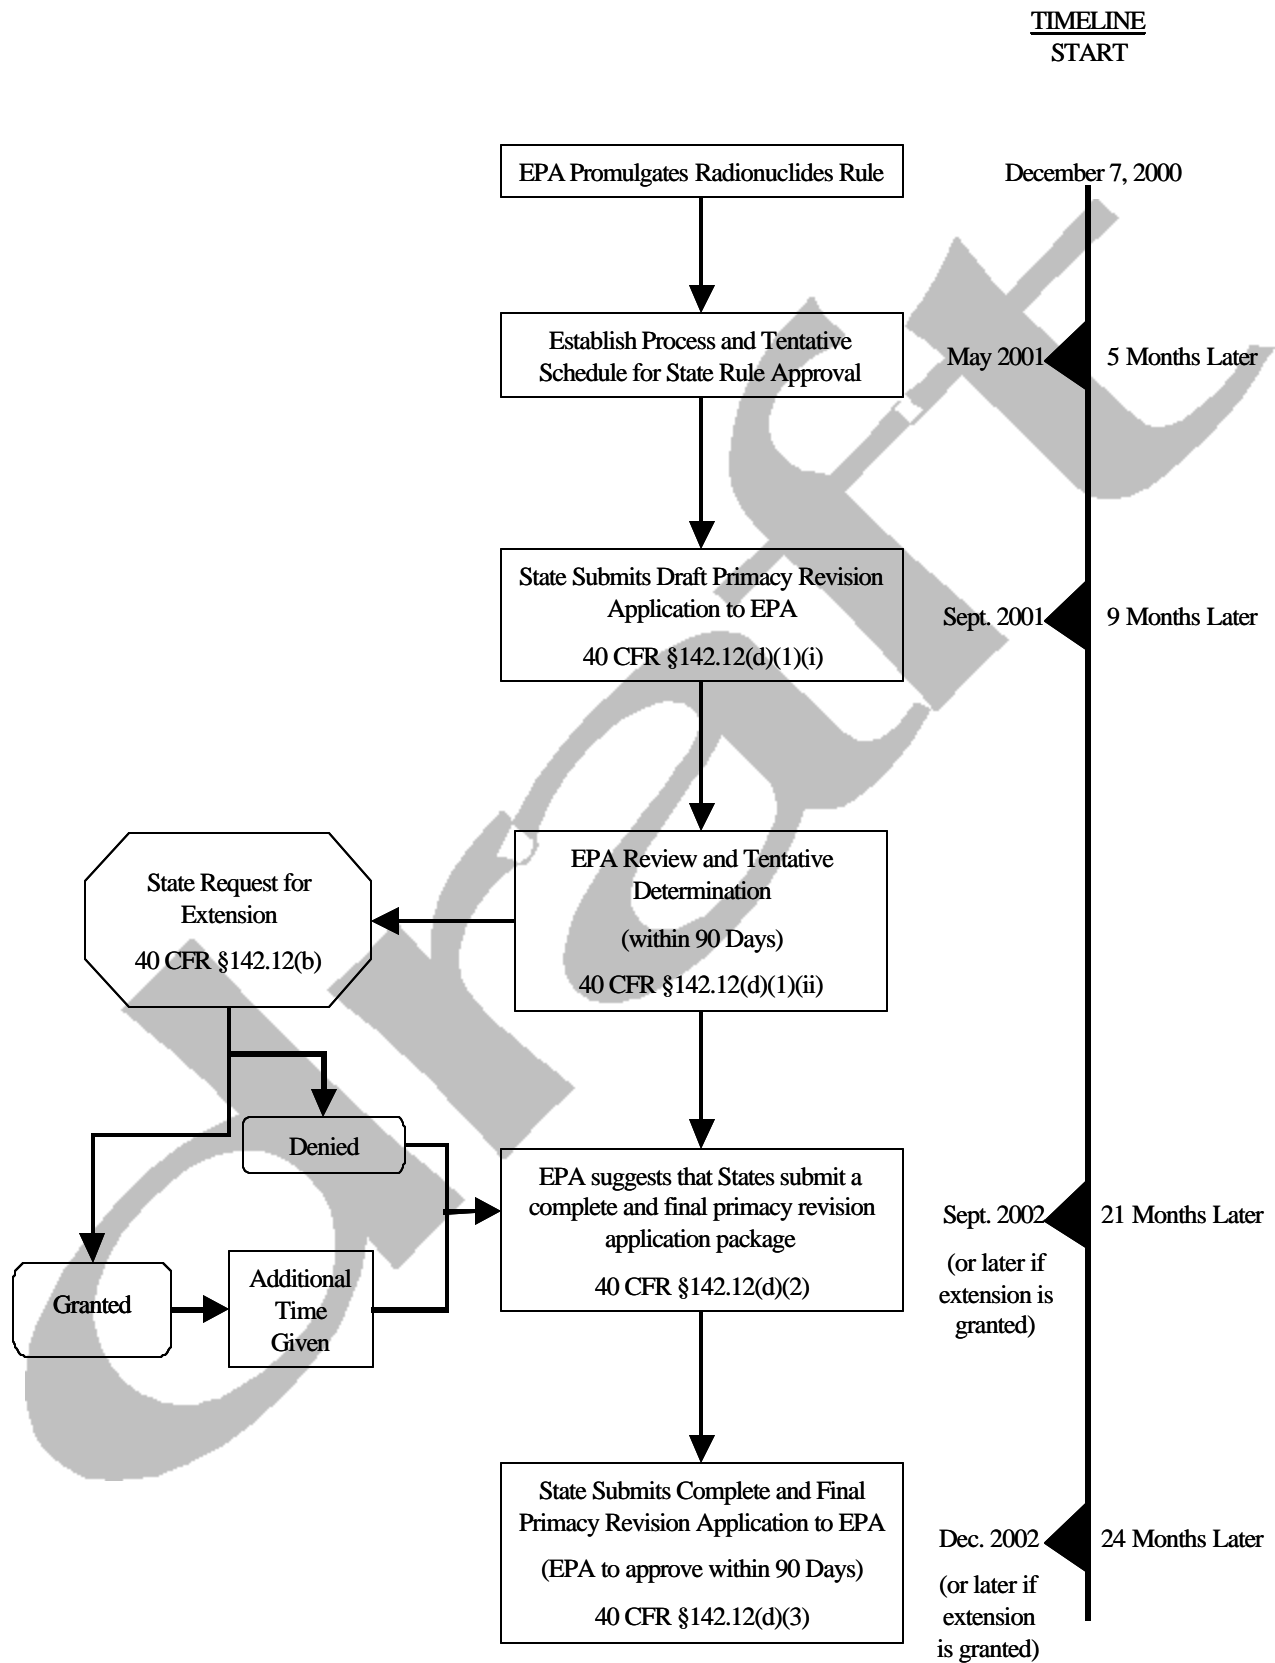 TIMELINE
START
EPA Promulgates Radionuclides Rule
December 7, 2000
Establish Process and Tentative
Schedule for State Rule Approval
May 2001
5 Months Later
State Submits Draft Primacy Revision
Application to EPA
40 CFR §142.12(d)(1)(i)
Sept. 2001
9 Months Later
EPA Review and Tentative
Determination
(within 90 Days)
40 CFR §142.12(d)(1)(ii)
State Request for
Extension
40 CFR §142.12(b)
Denied
Granted
Additional
Time
Given
EPA suggests that States submit a
complete and final primacy revision
application package
40 CFR §142.12(d)(2)
Sept. 2002
21 Months Later
(or later if
extension is
granted)
State Submits Complete and Final
Primacy Revision Application to EPA
(EPA to approve within 90 Days)
40 CFR §142.12(d)(3)
Dec. 2002
24 Months Later
(or later if
extension
is granted)
draft